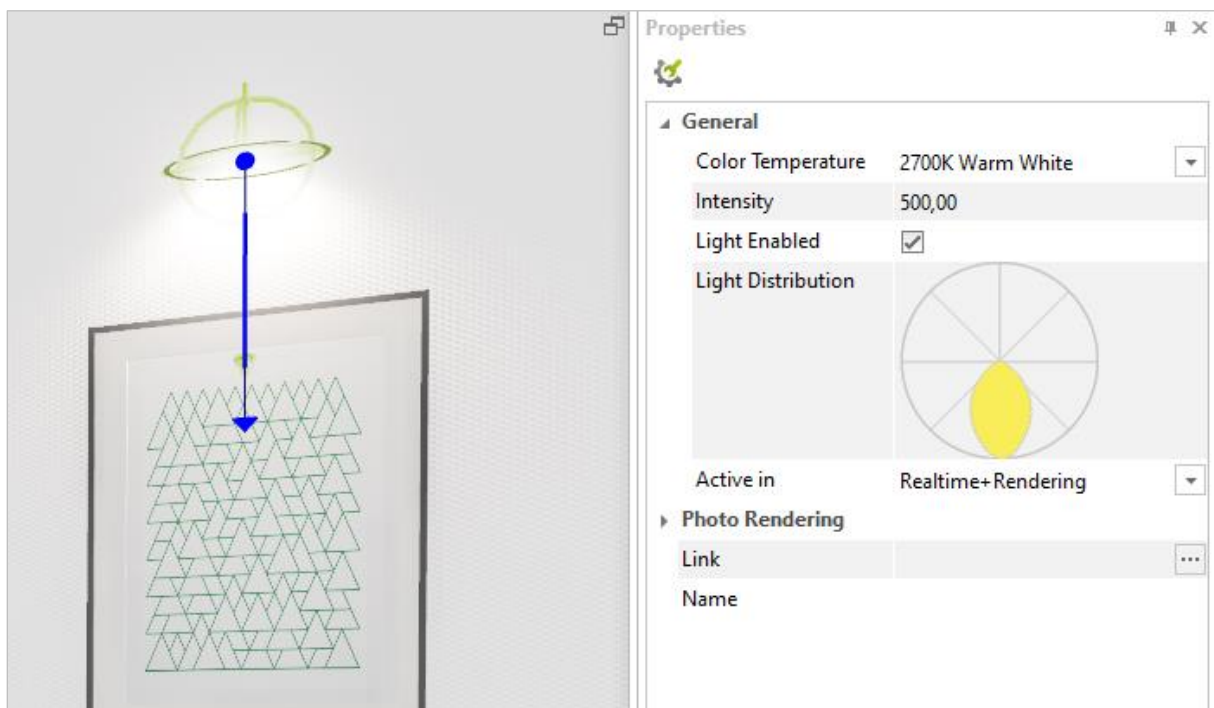 Properties
General
Color Temperature 2700K Warm White
Intensity 500,00
Light Enabled
Light Distribution
Active in Realtime+Rendering
Photo Rendering
Link
Name